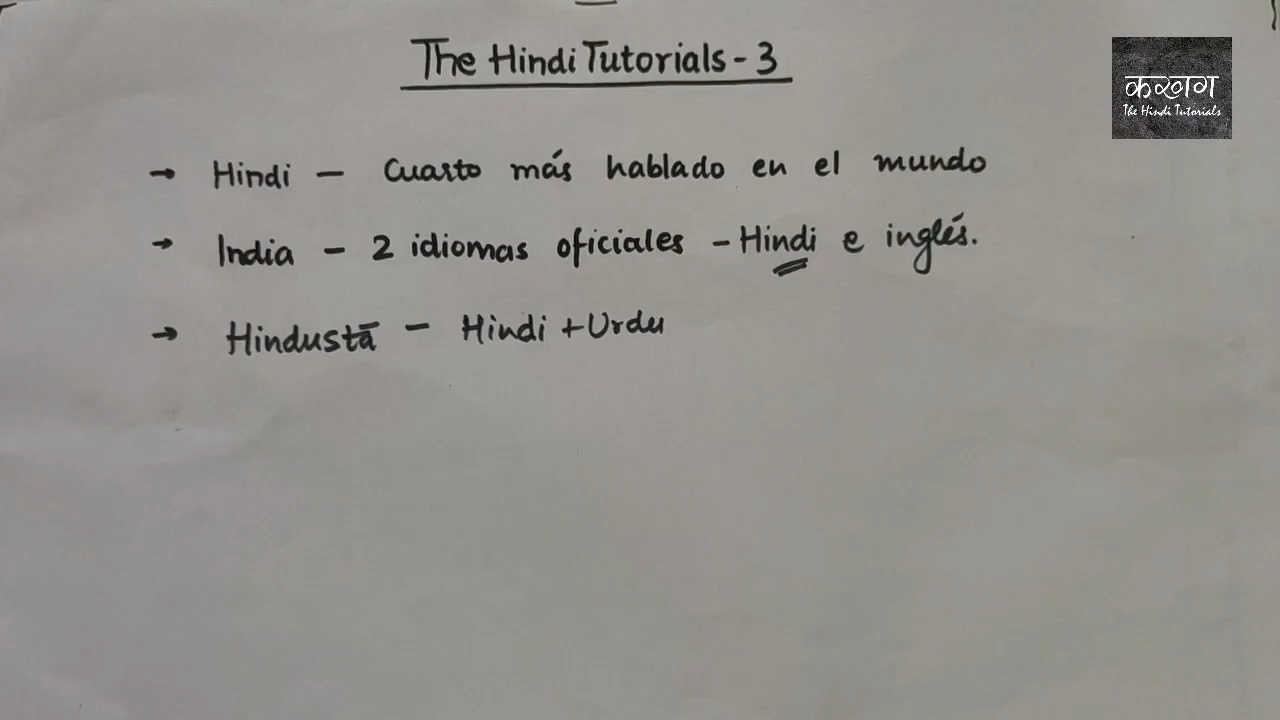 The Hindi Tutorials - 3
कखग
The Hindi Tutorials
→ Hindi — Cuarto más hablado en el mundo
→ India - 2 idiomas oficiales - Hindi e inglés.
→ Hindustā - Hindi + Urdu